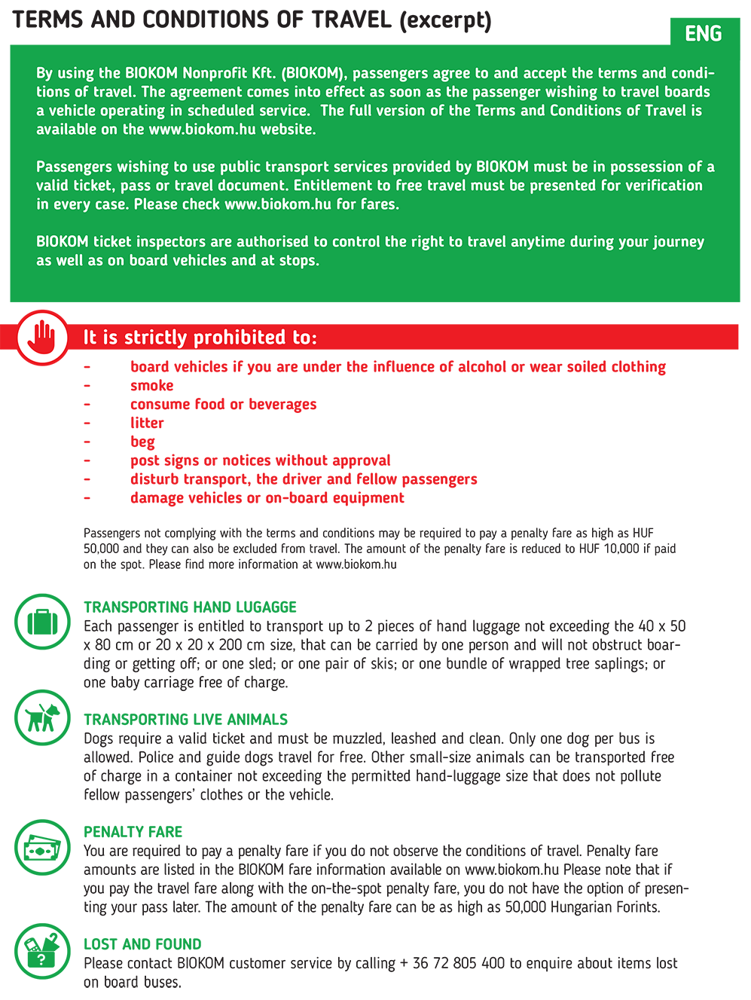 TERMS AND CONDITIONS OF TRAVEL (excerpt)
ENG
By using the BIOKOM Nonprofit Kft. (BIOKOM), passengers agree to and accept the terms and condi-
tions of travel. The agreement comes into effect as soon as the passenger wishing to travel boards
a vehicle operating in scheduled service.  The full version of the Terms and Conditions of Travel is
available on the www.biokom.hu website.
Passengers wishing to use public transport services provided by BIOKOM must be in possession of a
valid ticket, pass or travel document. Entitlement to free travel must be presented for verification
in every case. Please check www.biokom.hu for fares.
BIOKOM ticket inspectors are authorised to control the right to travel anytime during your journey
as well as on board vehicles and at stops.
It is strictly prohibited to:
- board vehicles if you are under the influence of alcohol or wear soiled clothing
- smoke
- consume food or beverages
- litter
- beg
- post signs or notices without approval
- disturb transport, the driver and fellow passengers
- damage vehicles or on-board equipment
Passengers not complying with the terms and conditions may be required to pay a penalty fare as high as HUF
50,000 and they can also be excluded from travel. The amount of the penalty fare is reduced to HUF 10,000 if paid
on the spot. Please find more information at www.biokom.hu
TRANSPORTING HAND LUGAGGE
Each passenger is entitled to transport up to 2 pieces of hand luggage not exceeding the 40 x 50
x 80 cm or 20 x 20 x 200 cm size, that can be carried by one person and will not obstruct boar-
ding or getting off; or one sled; or one pair of skis; or one bundle of wrapped tree saplings; or
one baby carriage free of charge.
TRANSPORTING LIVE ANIMALS
Dogs require a valid ticket and must be muzzled, leashed and clean. Only one dog per bus is
allowed. Police and guide dogs travel for free. Other small-size animals can be transported free
of charge in a container not exceeding the permitted hand-luggage size that does not pollute
fellow passengers’ clothes or the vehicle.
PENALTY FARE
You are required to pay a penalty fare if you do not observe the conditions of travel. Penalty fare
amounts are listed in the BIOKOM fare information available on www.biokom.hu Please note that if
you pay the travel fare along with the on-the-spot penalty fare, you do not have the option of presen-
ting your pass later. The amount of the penalty fare can be as high as 50,000 Hungarian Forints.
?
LOST AND FOUND
Please contact BIOKOM customer service by calling + 36 72 805 400 to enquire about items lost
on board buses.